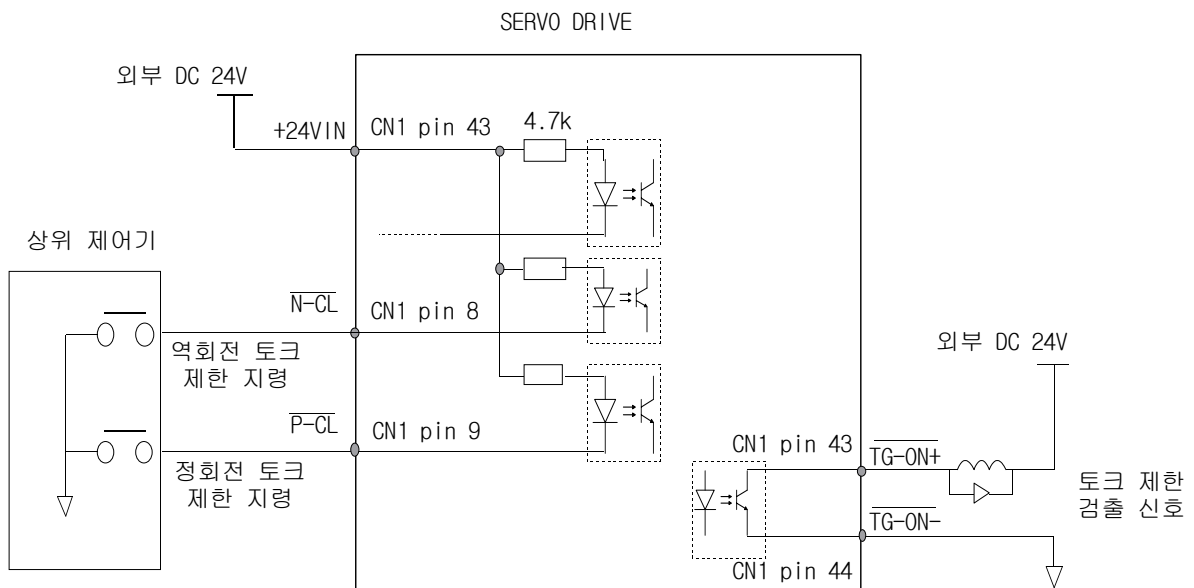 SERVO DRIVE
외부 DC 24V
+24VIN
CN1 pin 43
4.7k
상위 제어기
N-CL
CN1 pin 8
역회전 토크
제한 지령
외부 DC 24V
P-CL
CN1 pin 9
정회전 토크
제한 지령
CN1 pin 43
TG-ON+
토크 제한
검출 신호
TG-ON-
CN1 pin 44